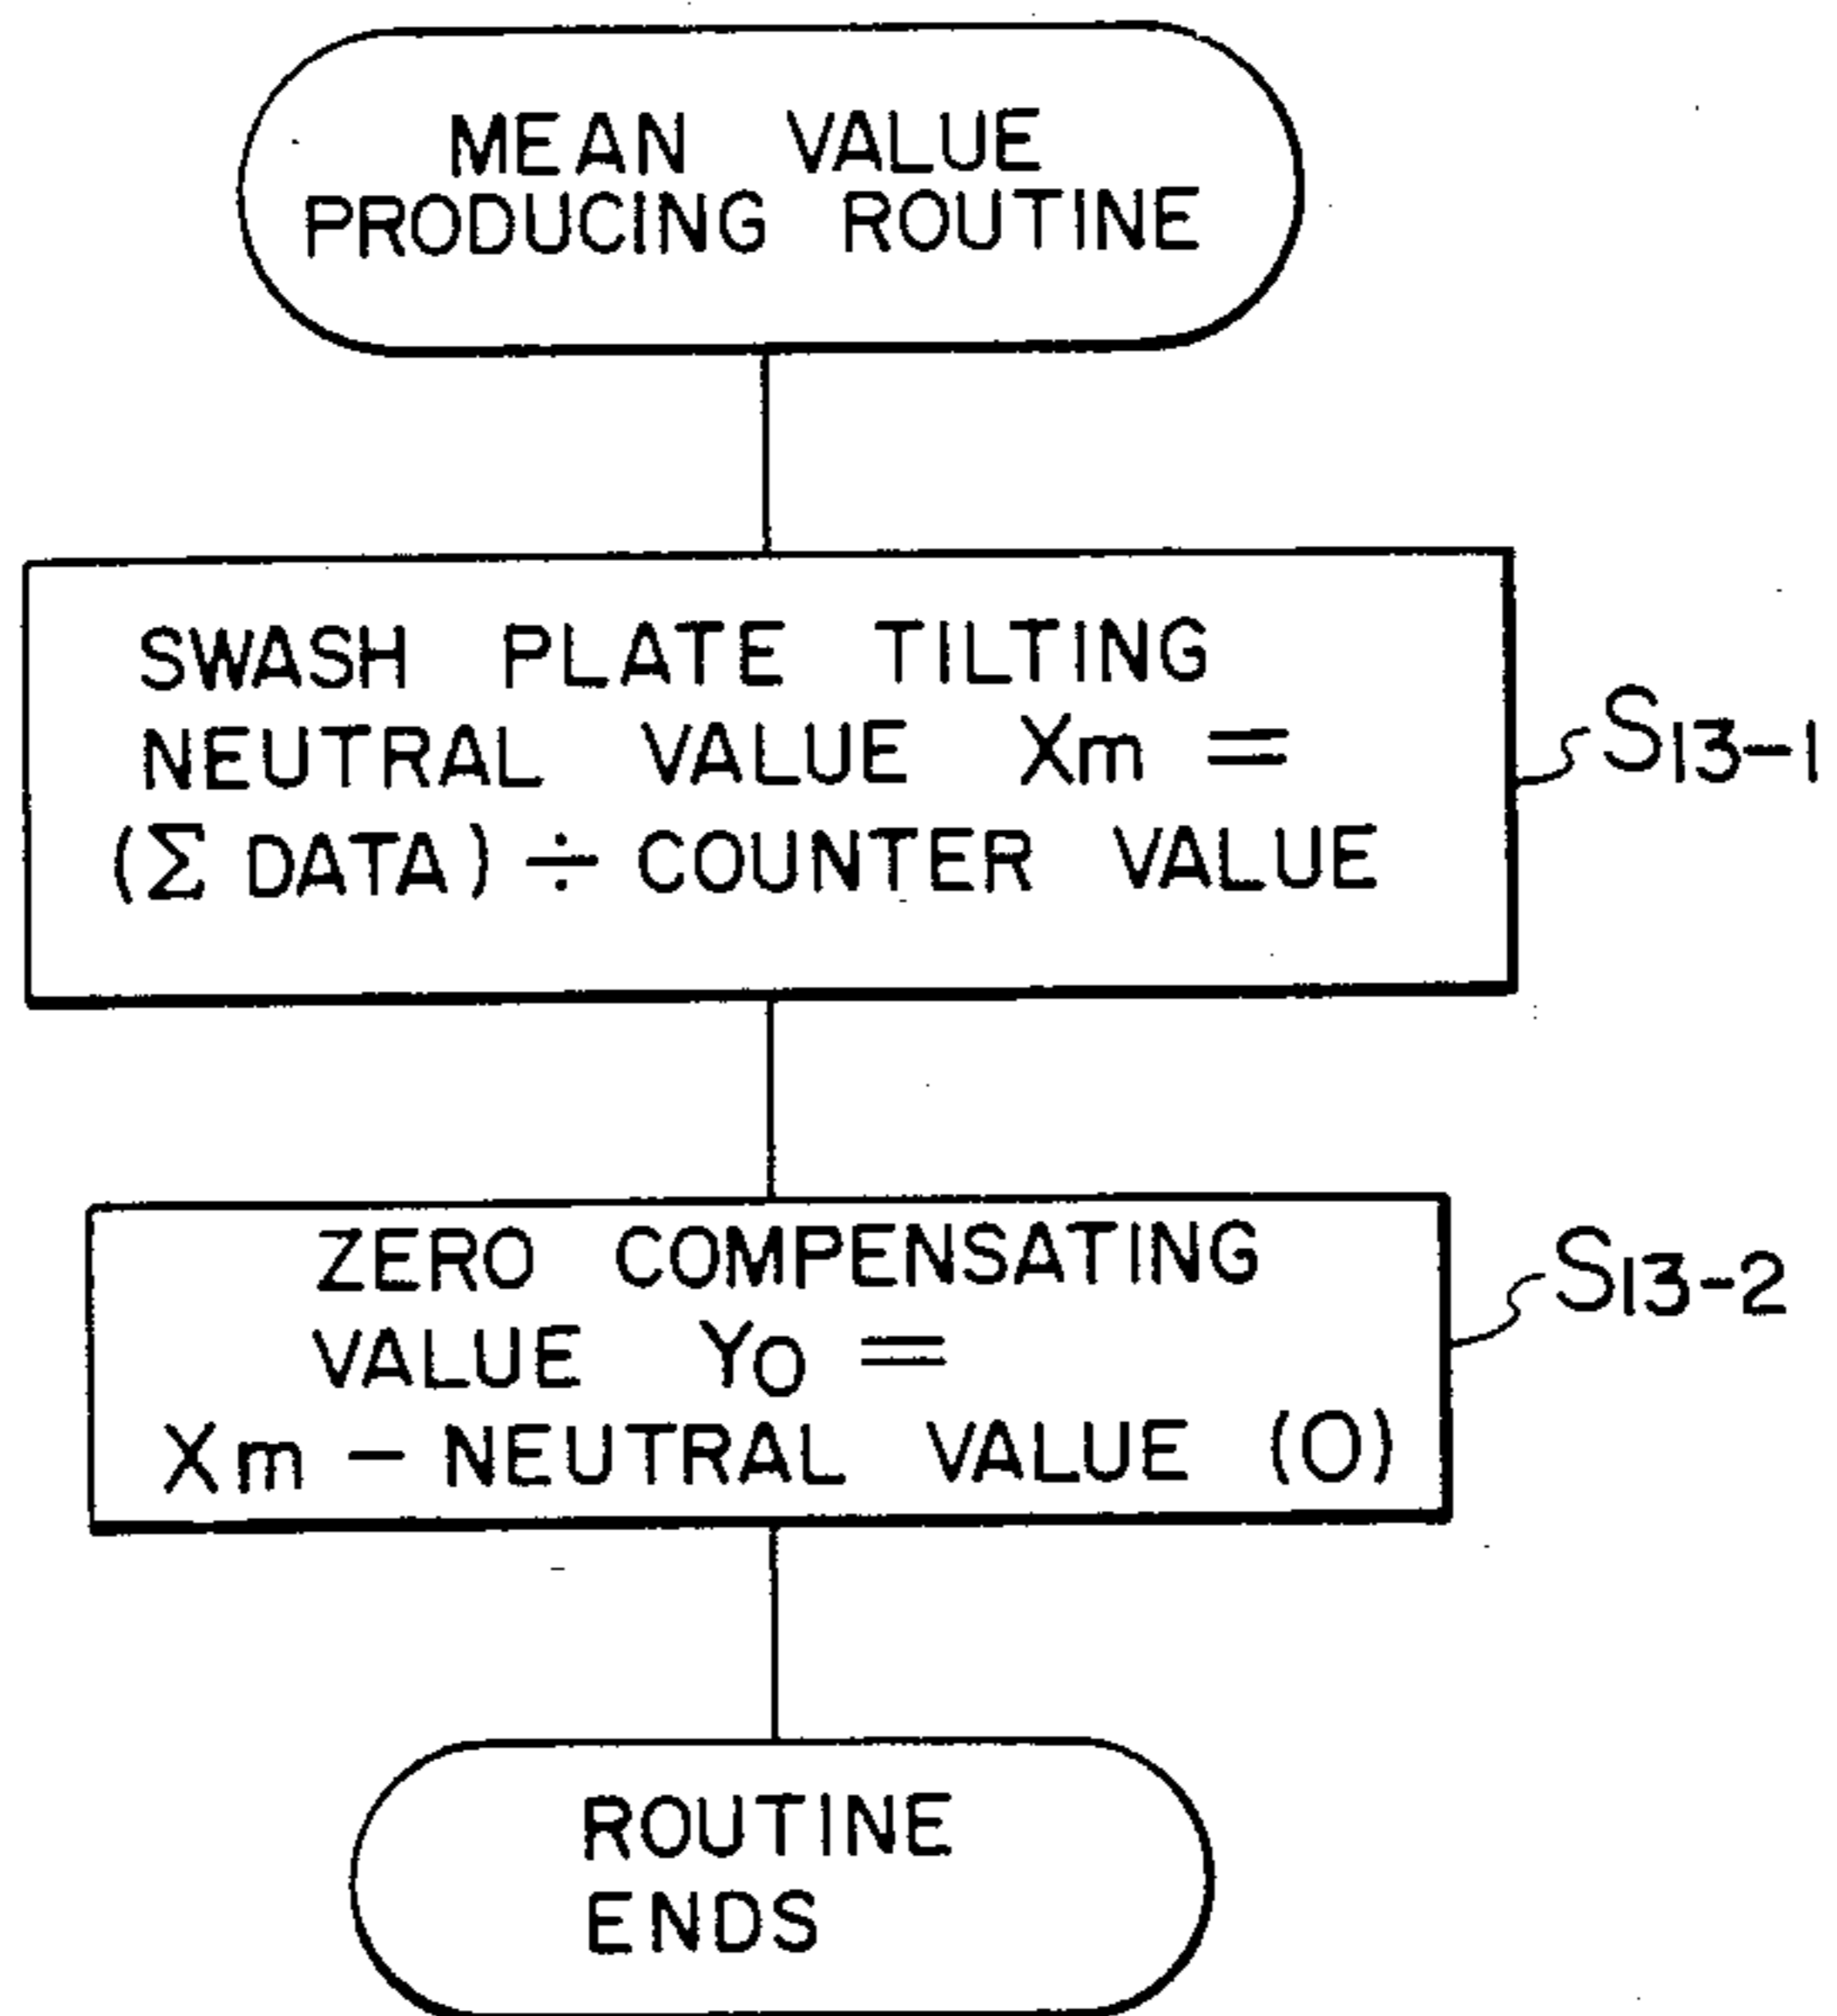 MEAN VALUE
PRODUCING ROUTINE
SWASH PLATE TILTING
NEUTRAL VALUE Xm =
(Σ DATA) ÷ COUNTER VALUE
S13-1
ZERO COMPENSATING
VALUE YO =
Xm - NEUTRAL VALUE (O)
S13-2
ROUTINE
ENDS